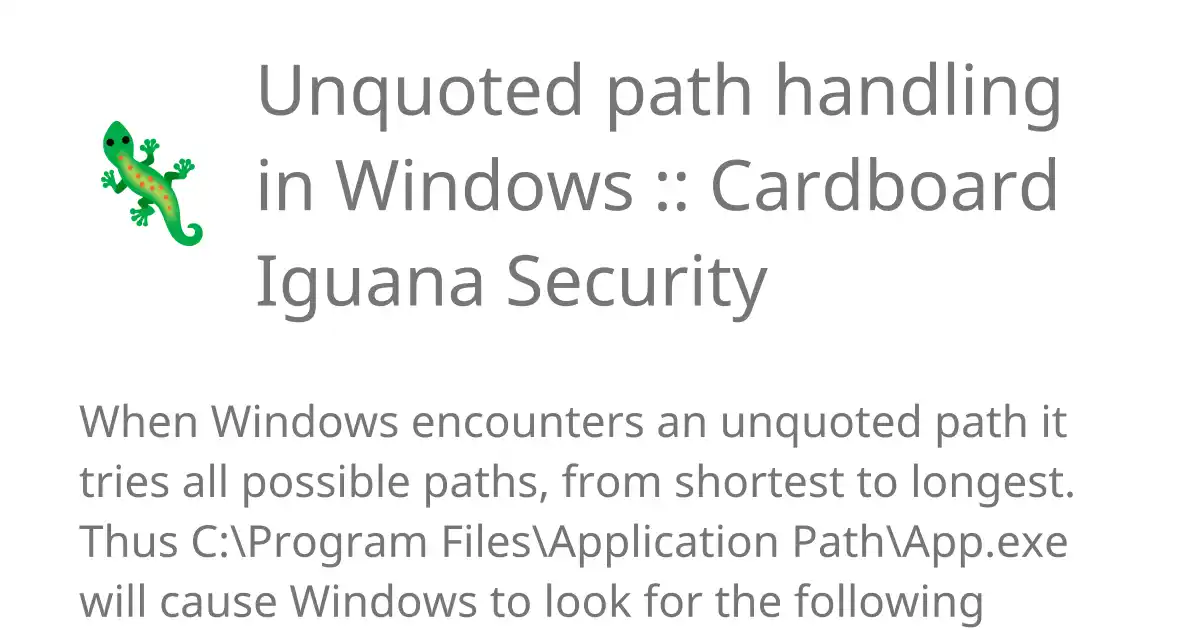 Unquoted path handling
in Windows :: Cardboard
Iguana Security
When Windows encounters an unquoted path it
tries all possible paths, from shortest to longest.
Thus C:\Program Files\Application Path\App.exe
will cause Windows to look for the following